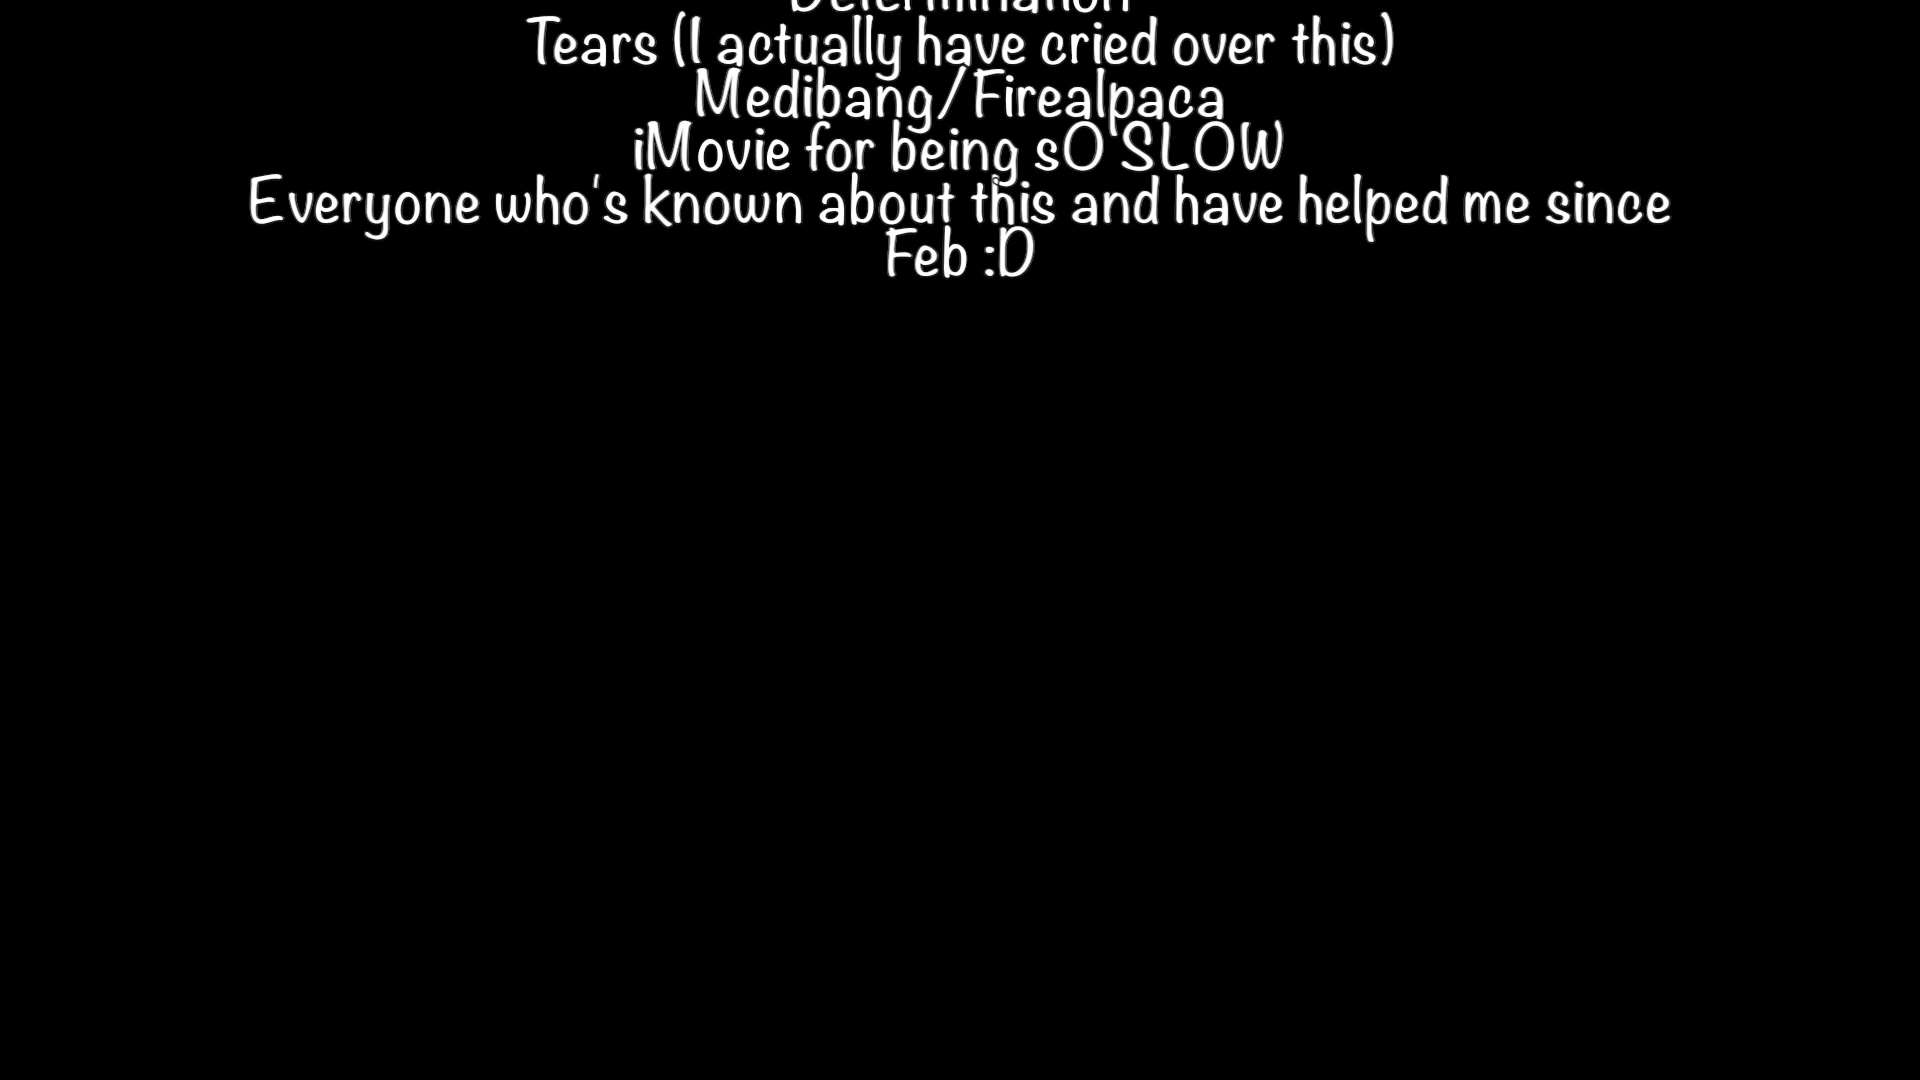 Determination
Tears (I actually have cried over this)
Medibang/Firealpaca
iMovie for being sO SLOW
Everyone who's known about this and have helped me since
Feb :D